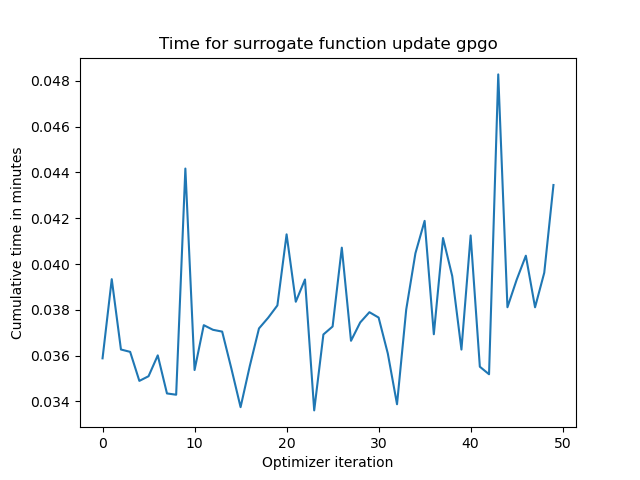 Time for surrogate function update gpgo
Cumulative time in minutes
0.048
0.046
0.044
0.042
0.040
0.038
0.036
0.034
0 10 20 30 40 50
Optimizer iteration